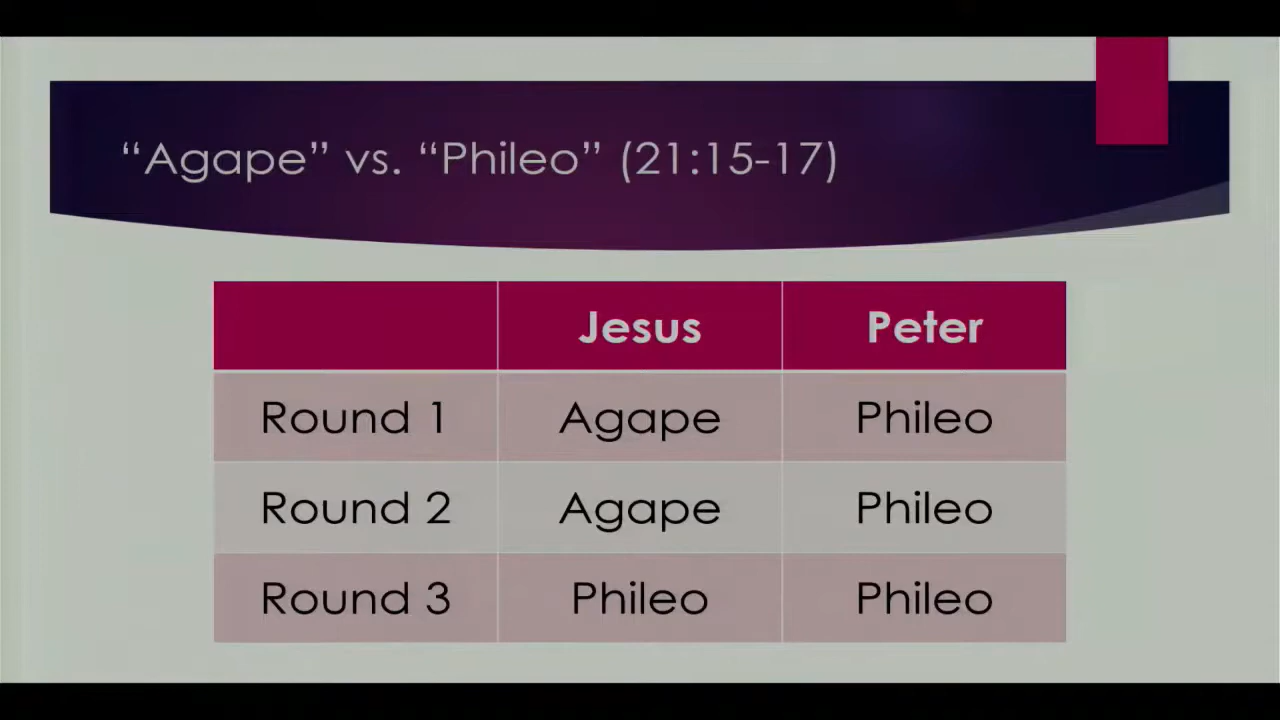 “Agape” vs. “Phileo” (21:15-17)
Jesus Peter
Round 1 Agape Phileo
Round 2 Agape Phileo
Round 3 Phileo Phileo